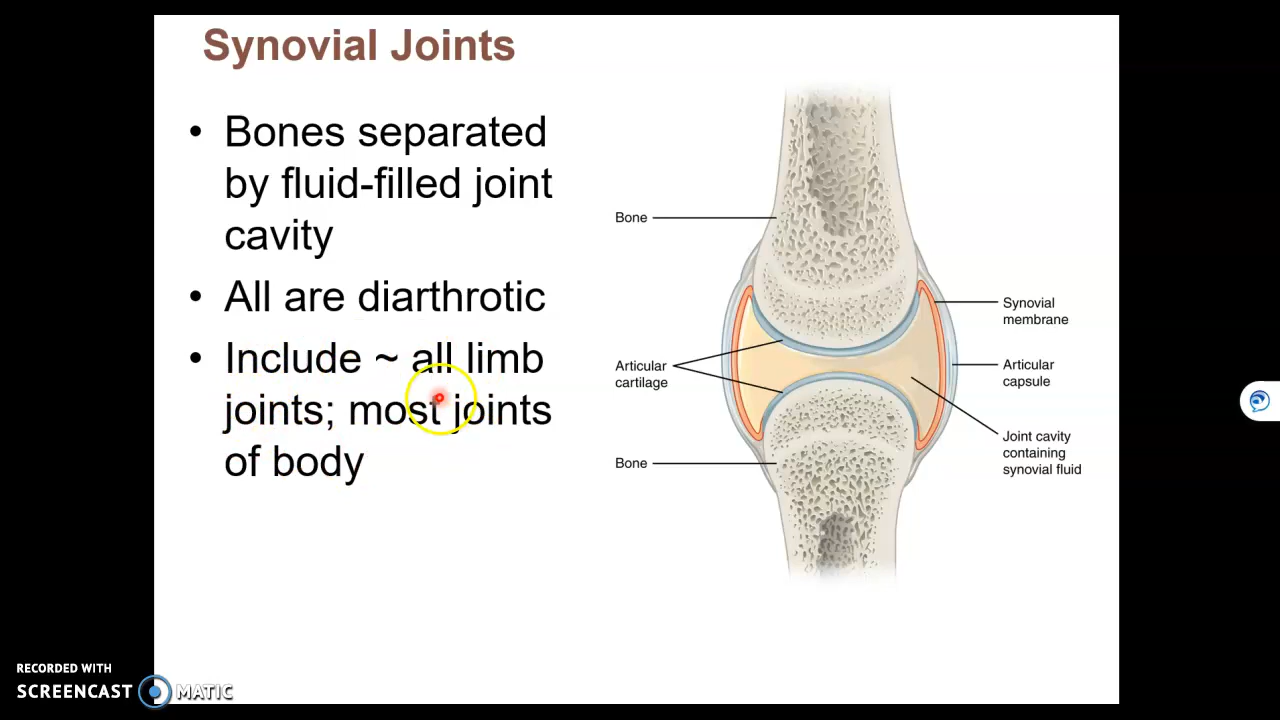 Synovial Joints
• Bones separated
by fluid-filled joint
cavity
• All are diarthrotic
• Include ~ all limb
joints; most joints
of body
Bone
Articular
cartilage
Bone
Synovial
membrane
Articular
capsule
Joint cavity
containing
synovial fluid
RECORDED WITH
SCREENCAST MATIC